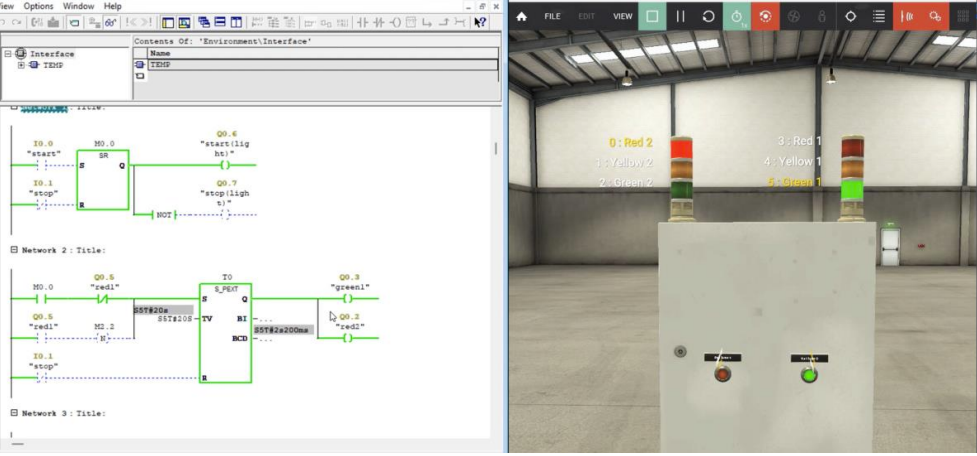 View Options Window Help
Contents Of: 'Environment\Interface'
Interface
Name
TEMP
TEMP
I0.0
"start"
M0.0
SR
S Q
Q0.6
"start(lig
ht)"
I0.1
"stop"
R
Q0.7
"stop(ligh
t)"
NOT
Network 2 : Title:
M0.0
Q0.5
"red1"
T0
S_PEXT
S Q
Q0.3
"green1"
S5T#20s
S5T#20S TV BI ...
Q0.5
"red1"
M2.2
N
S5T#2s200ms
BCD ...
Q0.2
"red2"
I0.1
"stop"
R
Network 3 : Title:
FILE EDIT VIEW
0 : Red 2
1 : Yellow 2
2 : Green 2
3 : Red 1
4 : Yellow 1
5 : Green 1